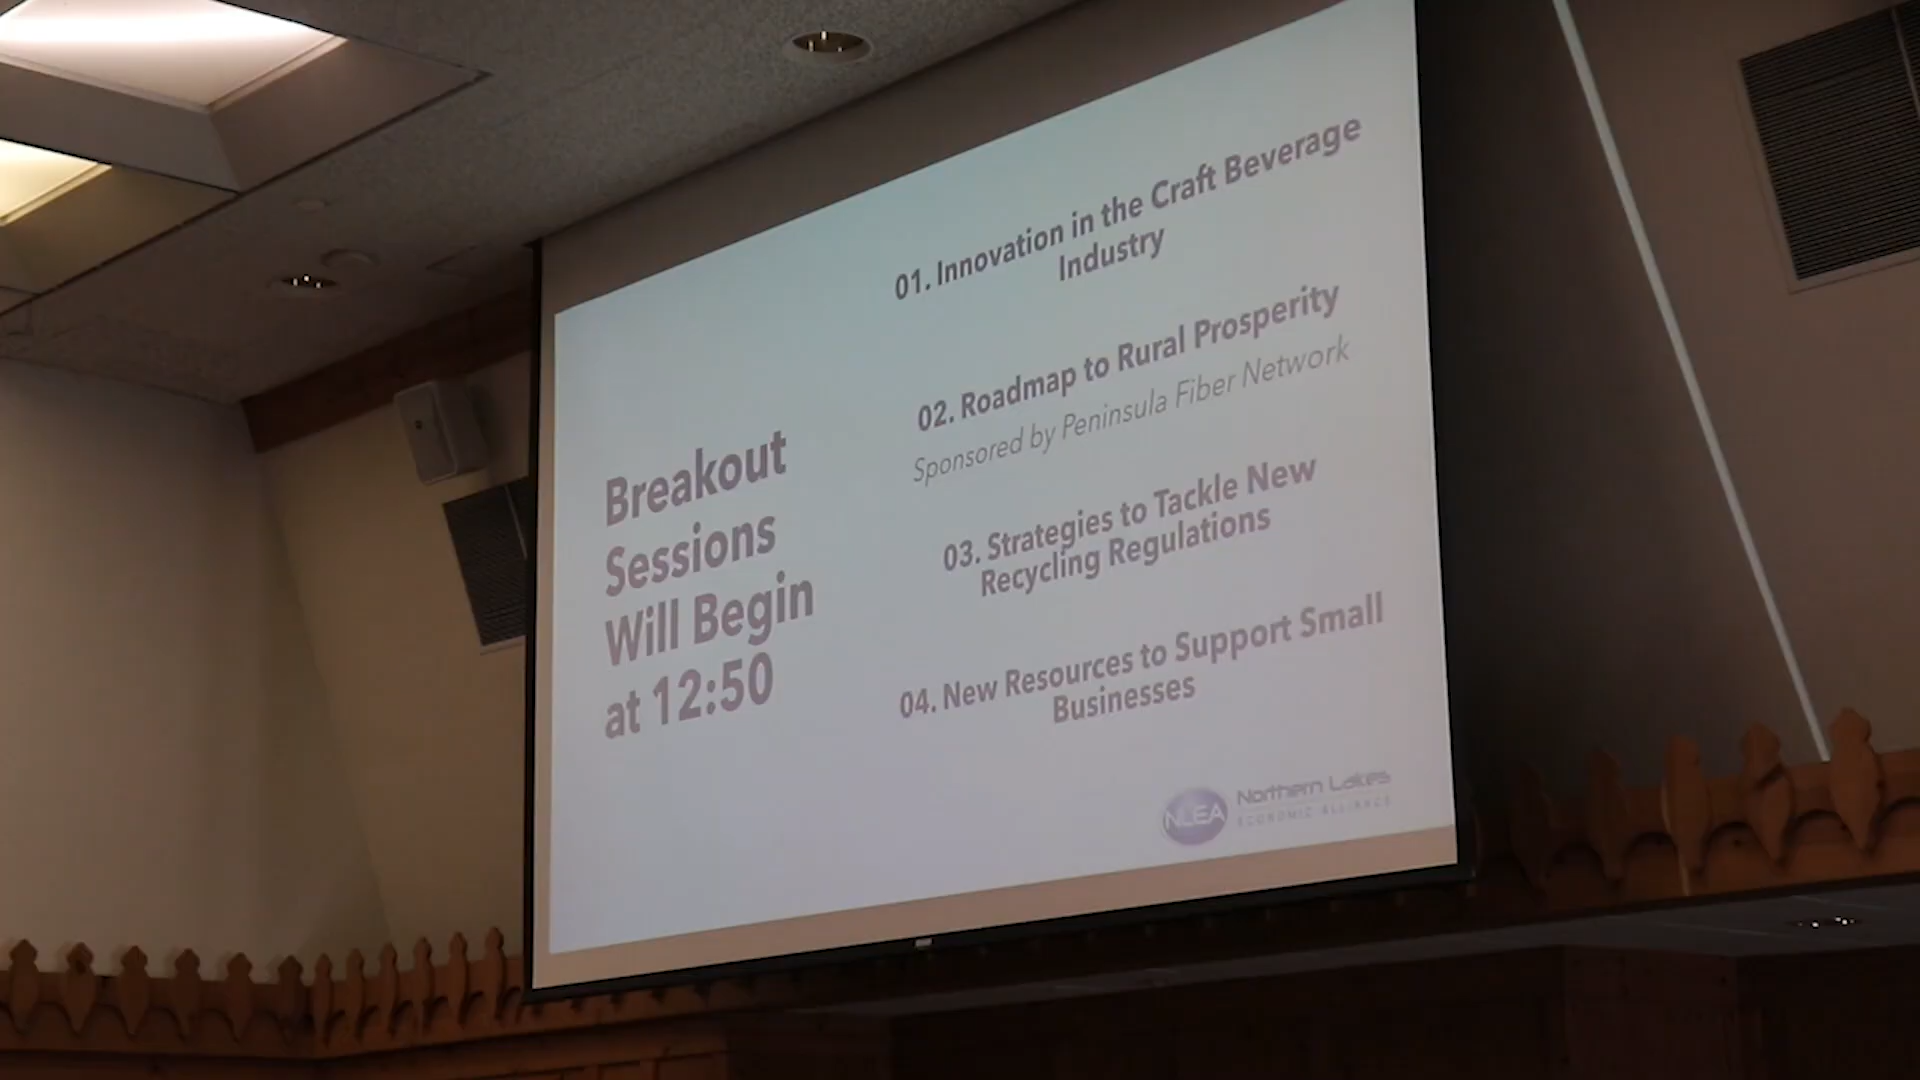 Breakout
Sessions
Will Begin
at 12:50
01. Innovation in the Craft Beverage
Industry
02. Roadmap to Rural Prosperity
Sponsored by Peninsula Fiber Network
03. Strategies to Tackle New
Recycling Regulations
04. New Resources to Support Small
Businesses
NLEA
Northern Lakes
ECONOMIC ALLIANCE